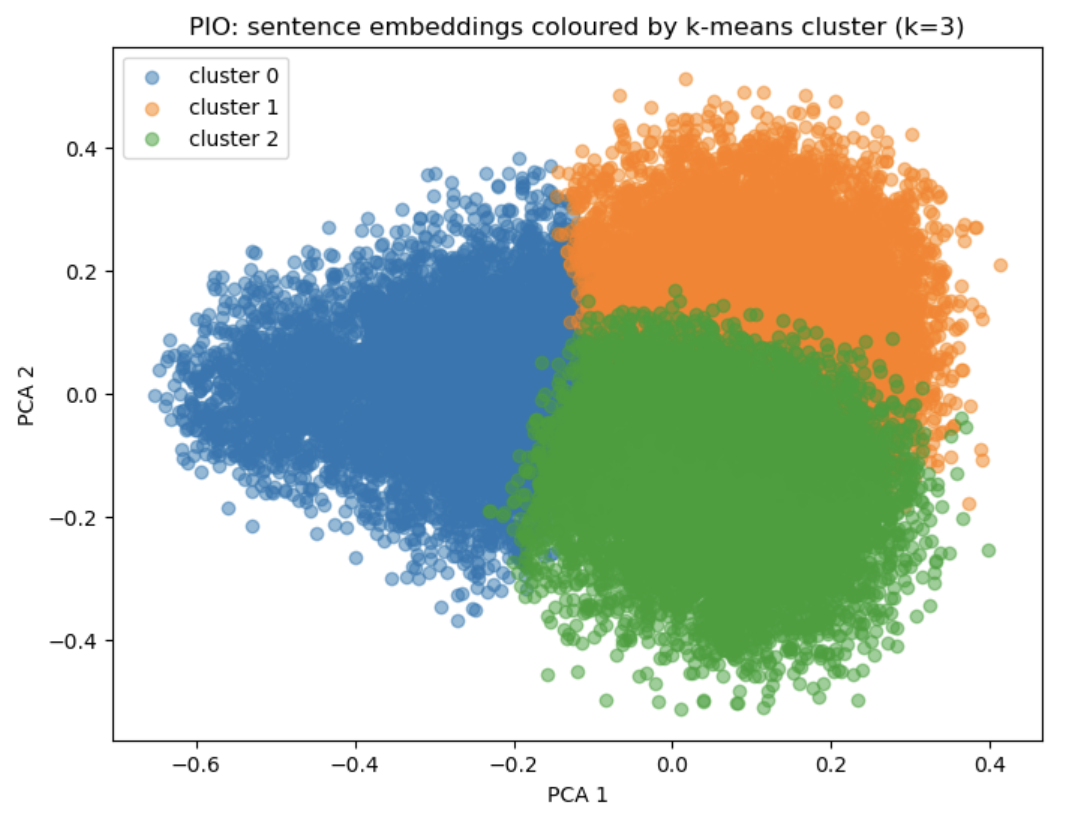 PIO: sentence embeddings coloured by k-means cluster (k=3)
cluster 0
cluster 1
cluster 2
0.4
0.2
0.0
−0.2
−0.4
PCA 2
−0.6 −0.4 −0.2 0.0 0.2 0.4
PCA 1